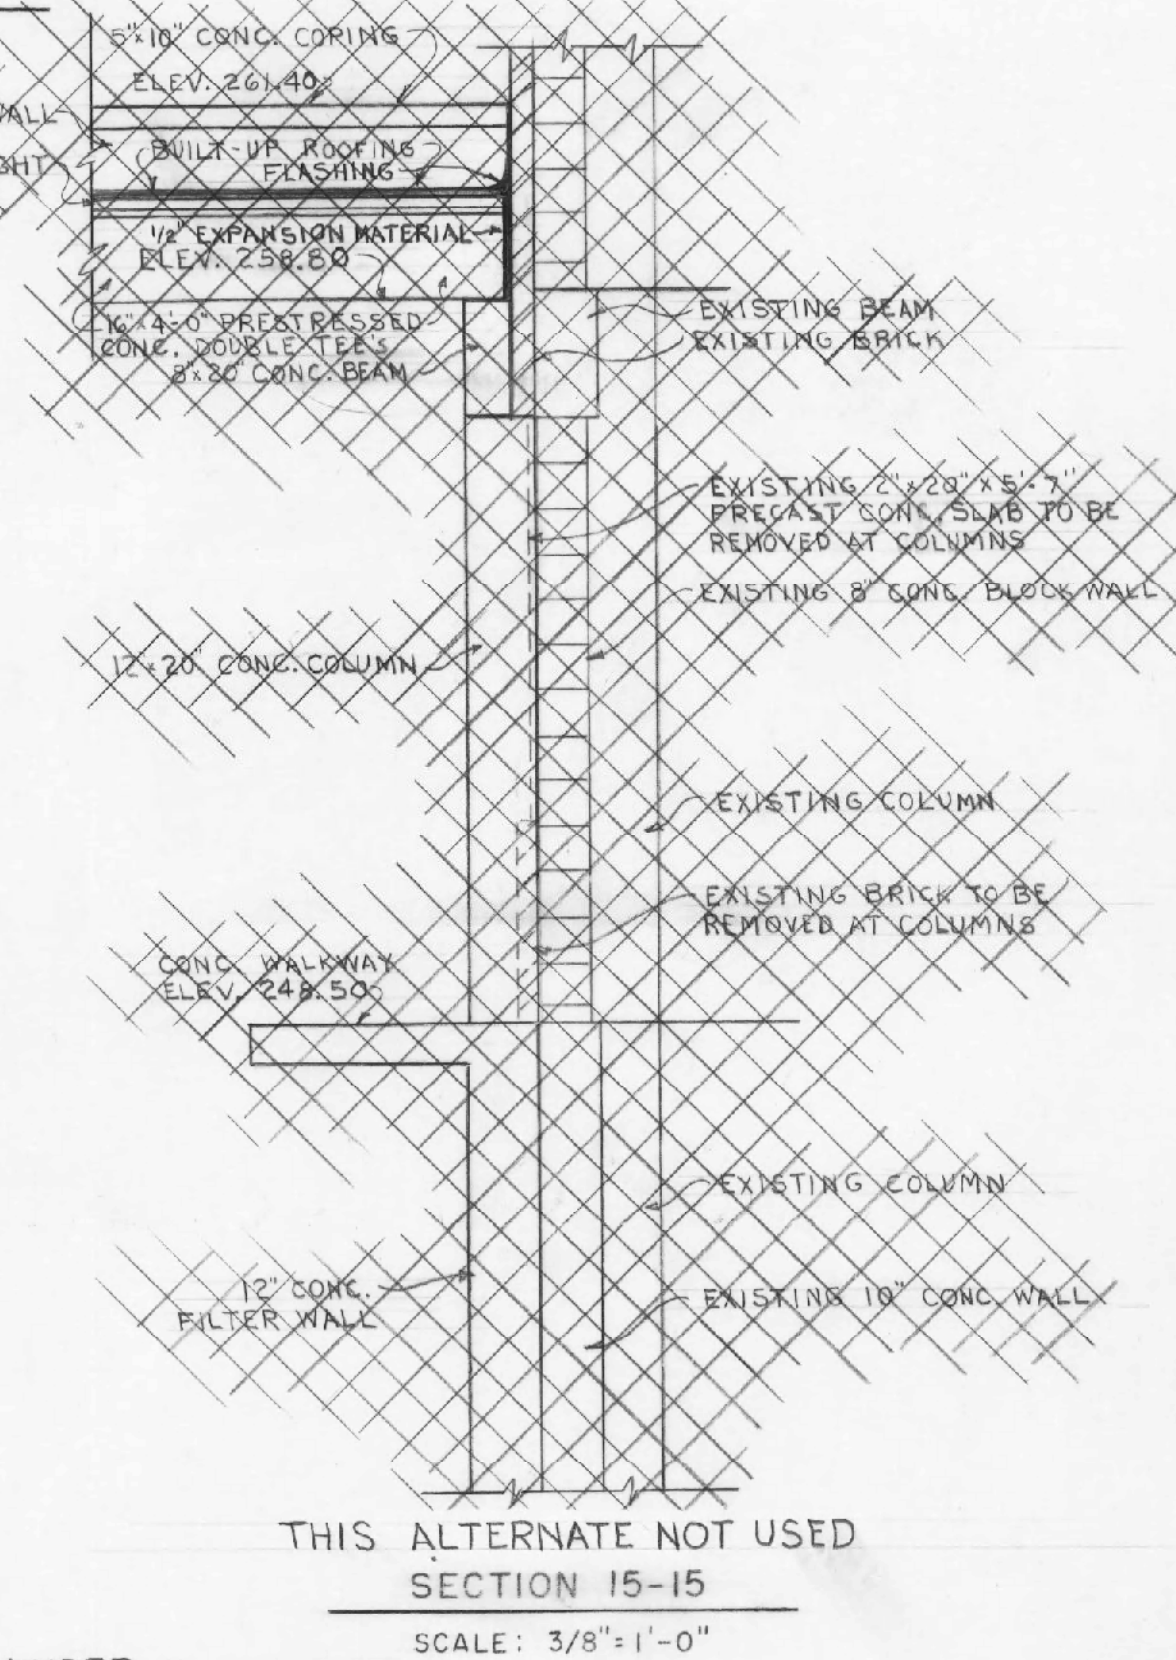 5"x10" CONC. COPING
ELEV. 261.40
WALL
BUILT-UP ROOFING
FLASHING
1/2" EXPANSION MATERIAL
ELEV. 258.80
16"x4'-0" PRESTRESSED
CONC. DOUBLE TEE'S
8"x20" CONC. BEAM
EXISTING BEAM
EXISTING BRICK
EXISTING 2"x20"x5'-7"
PRECAST CONC. SLAB TO BE
REMOVED AT COLUMNS
EXISTING 8" CONC. BLOCK WALL
12"x20" CONC. COLUMN
EXISTING COLUMN
EXISTING BRICK TO BE
REMOVED AT COLUMNS
CONC. WALKWAY
ELEV. 248.50
EXISTING COLUMN
12" CONC.
FILTER WALL
EXISTING 10" CONC. WALL
THIS ALTERNATE NOT USED
SECTION 15-15
SCALE: 3/8"=1'-0"